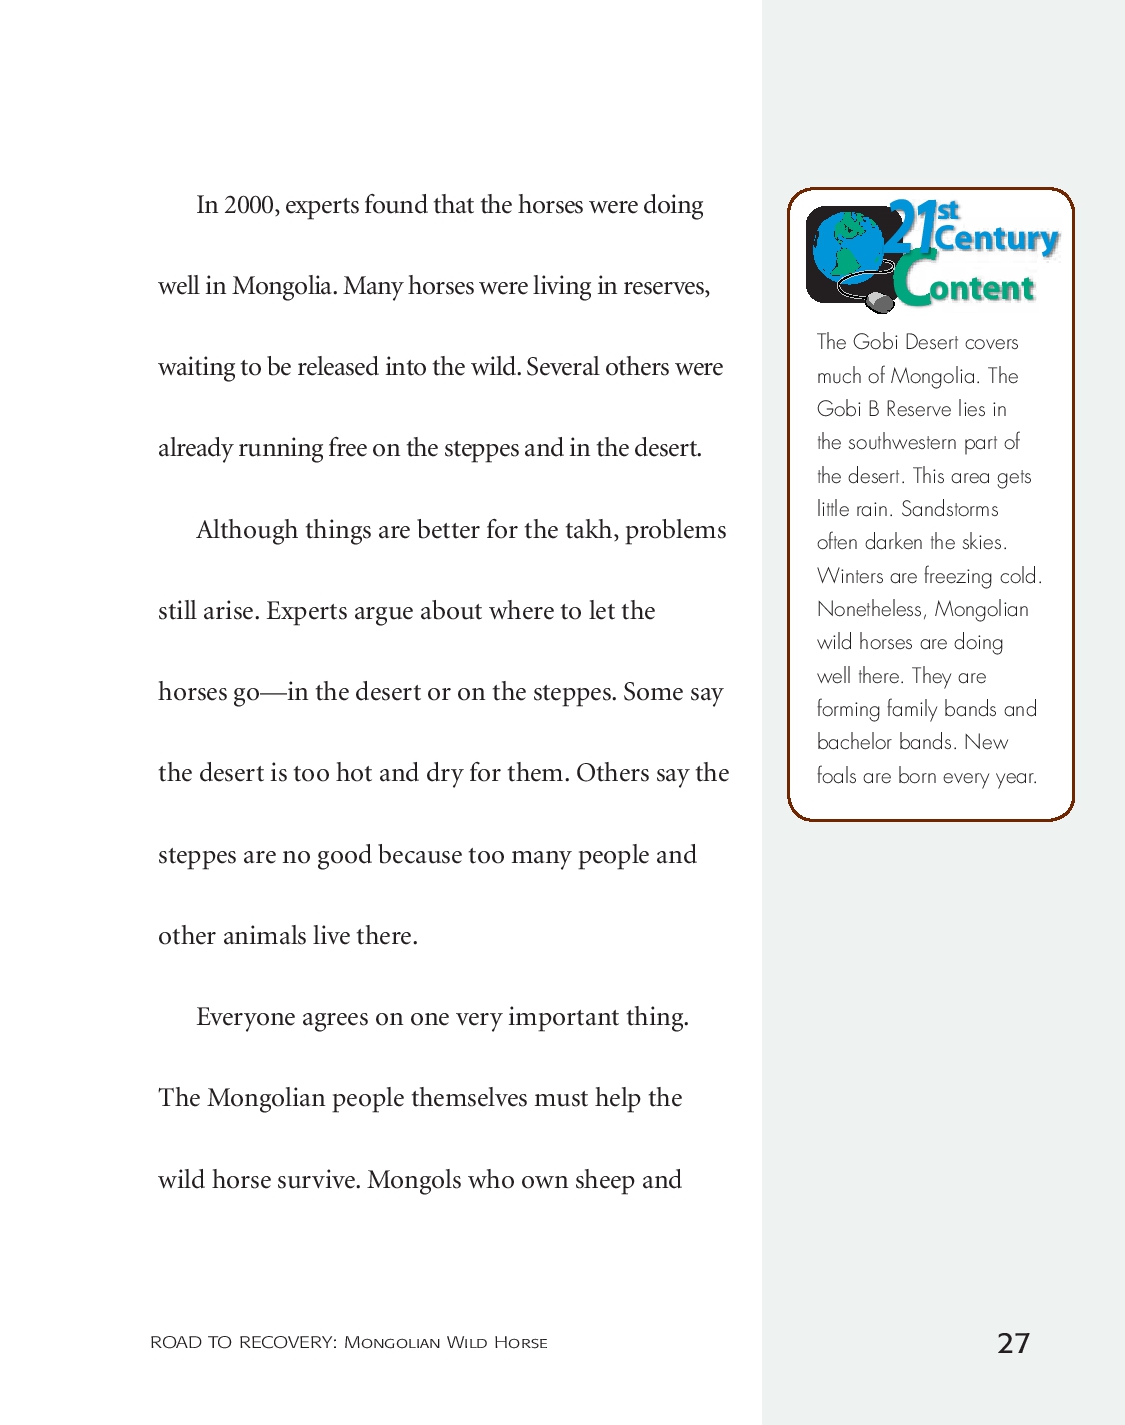 In 2000, experts found that the horses were doing
well in Mongolia. Many horses were living in reserves,
waiting to be released into the wild. Several others were
already running free on the steppes and in the desert.
Although things are better for the takh, problems
still arise. Experts argue about where to let the
horses go—in the desert or on the steppes. Some say
the desert is too hot and dry for them. Others say the
steppes are no good because too many people and
other animals live there.
Everyone agrees on one very important thing.
The Mongolian people themselves must help the
wild horse survive. Mongols who own sheep and
21st
Century
Content
The Gobi Desert covers
much of Mongolia. The
Gobi B Reserve lies in
the southwestern part of
the desert. This area gets
little rain. Sandstorms
often darken the skies.
Winters are freezing cold.
Nonetheless, Mongolian
wild horses are doing
well there. They are
forming family bands and
bachelor bands. New
foals are born every year.
ROAD TO RECOVERY: Mongolian Wild Horse
27